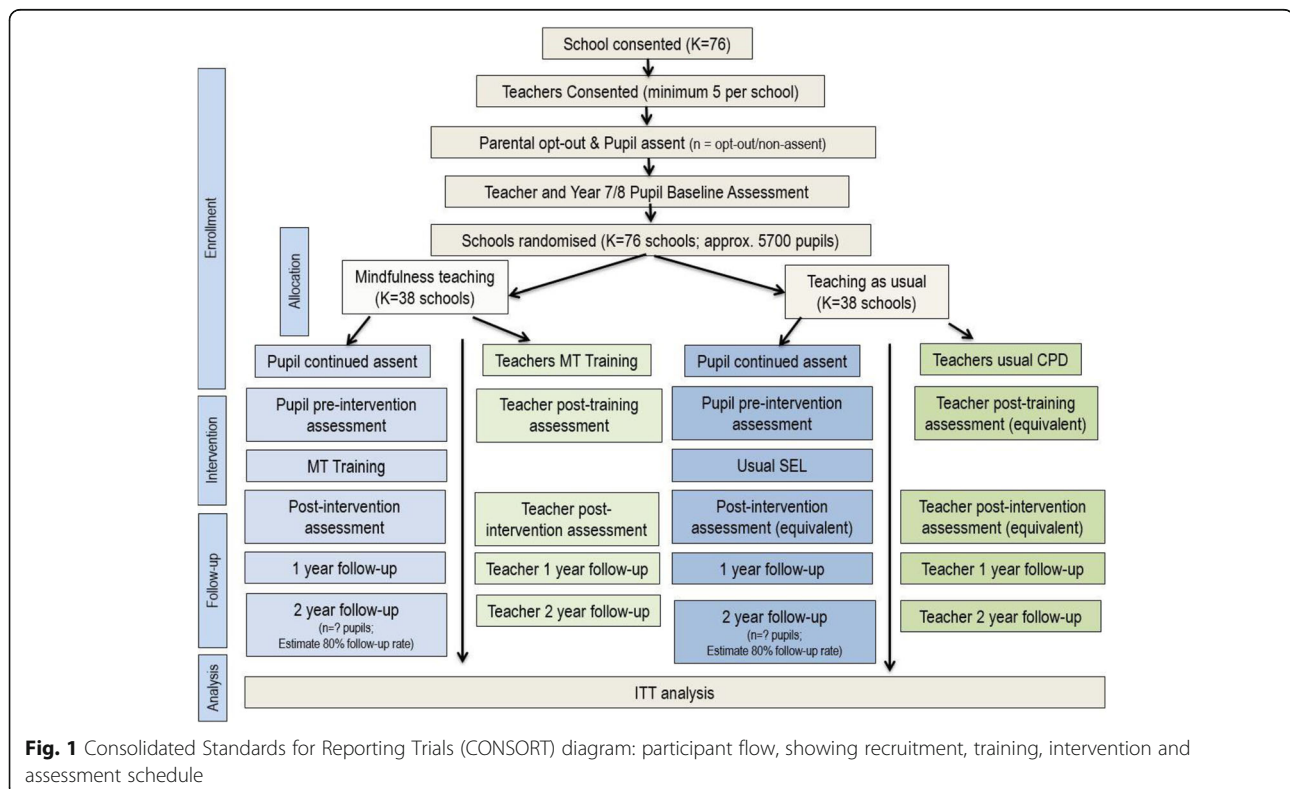 School consented (K=76)
Teachers Consented (minimum 5 per school)
Parental opt-out & Pupil assent (n = opt-out/non-assent)
Teacher and Year 7/8 Pupil Baseline Assessment
Schools randomised (K=76 schools; approx. 5700 pupils)
Enrollment
Allocation
Mindfulness teaching
(K=38 schools)
Teaching as usual
(K=38 schools)
Pupil continued assent
Teachers MT Training
Pupil continued assent
Teachers usual CPD
Intervention
Pupil pre-intervention
assessment
Teacher post-training
assessment
Pupil pre-intervention
assessment
Teacher post-training
assessment (equivalent)
MT Training
Usual SEL
Post-intervention
assessment
Teacher post-
intervention assessment
Post-intervention
assessment (equivalent)
Teacher post-intervention
assessment (equivalent)
Follow-up
1 year follow-up
Teacher 1 year follow-up
1 year follow-up
Teacher 1 year follow-up
2 year follow-up
(n=? pupils;
Estimate 80% follow-up rate)
Teacher 2 year follow-up
2 year follow-up
(n=? pupils;
Estimate 80% follow-up rate)
Teacher 2 year follow-up
Analysis
ITT analysis
Fig. 1 Consolidated Standards for Reporting Trials (CONSORT) diagram: participant flow, showing recruitment, training, intervention and
assessment schedule